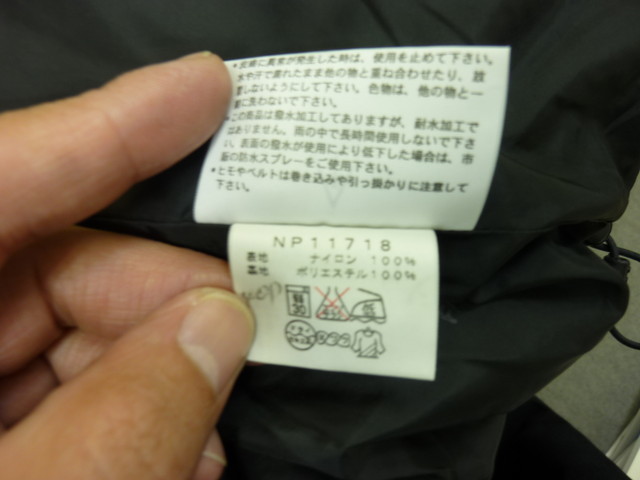 ・皮膚に異常が発生した時は、使用を止めて下さい。
水や汗で濡れたまま他の物と重ね合わせたり、放
置しないようにして下さい。色物は、他の物と一
緒に洗わないで下さい。
この商品は撥水加工してありますが、耐水加工で
はありません。雨の中で長時間使用しないで下さ
い。表面の撥水が使用により低下した場合は、市
販の防水スプレーをご使用下さい。
・ヒモやベルトは巻き込みや引っ掛かりに注意して
下さい。
NP11718
表地 ナイロン 100%
裏地 ポリエステル100%
30 低